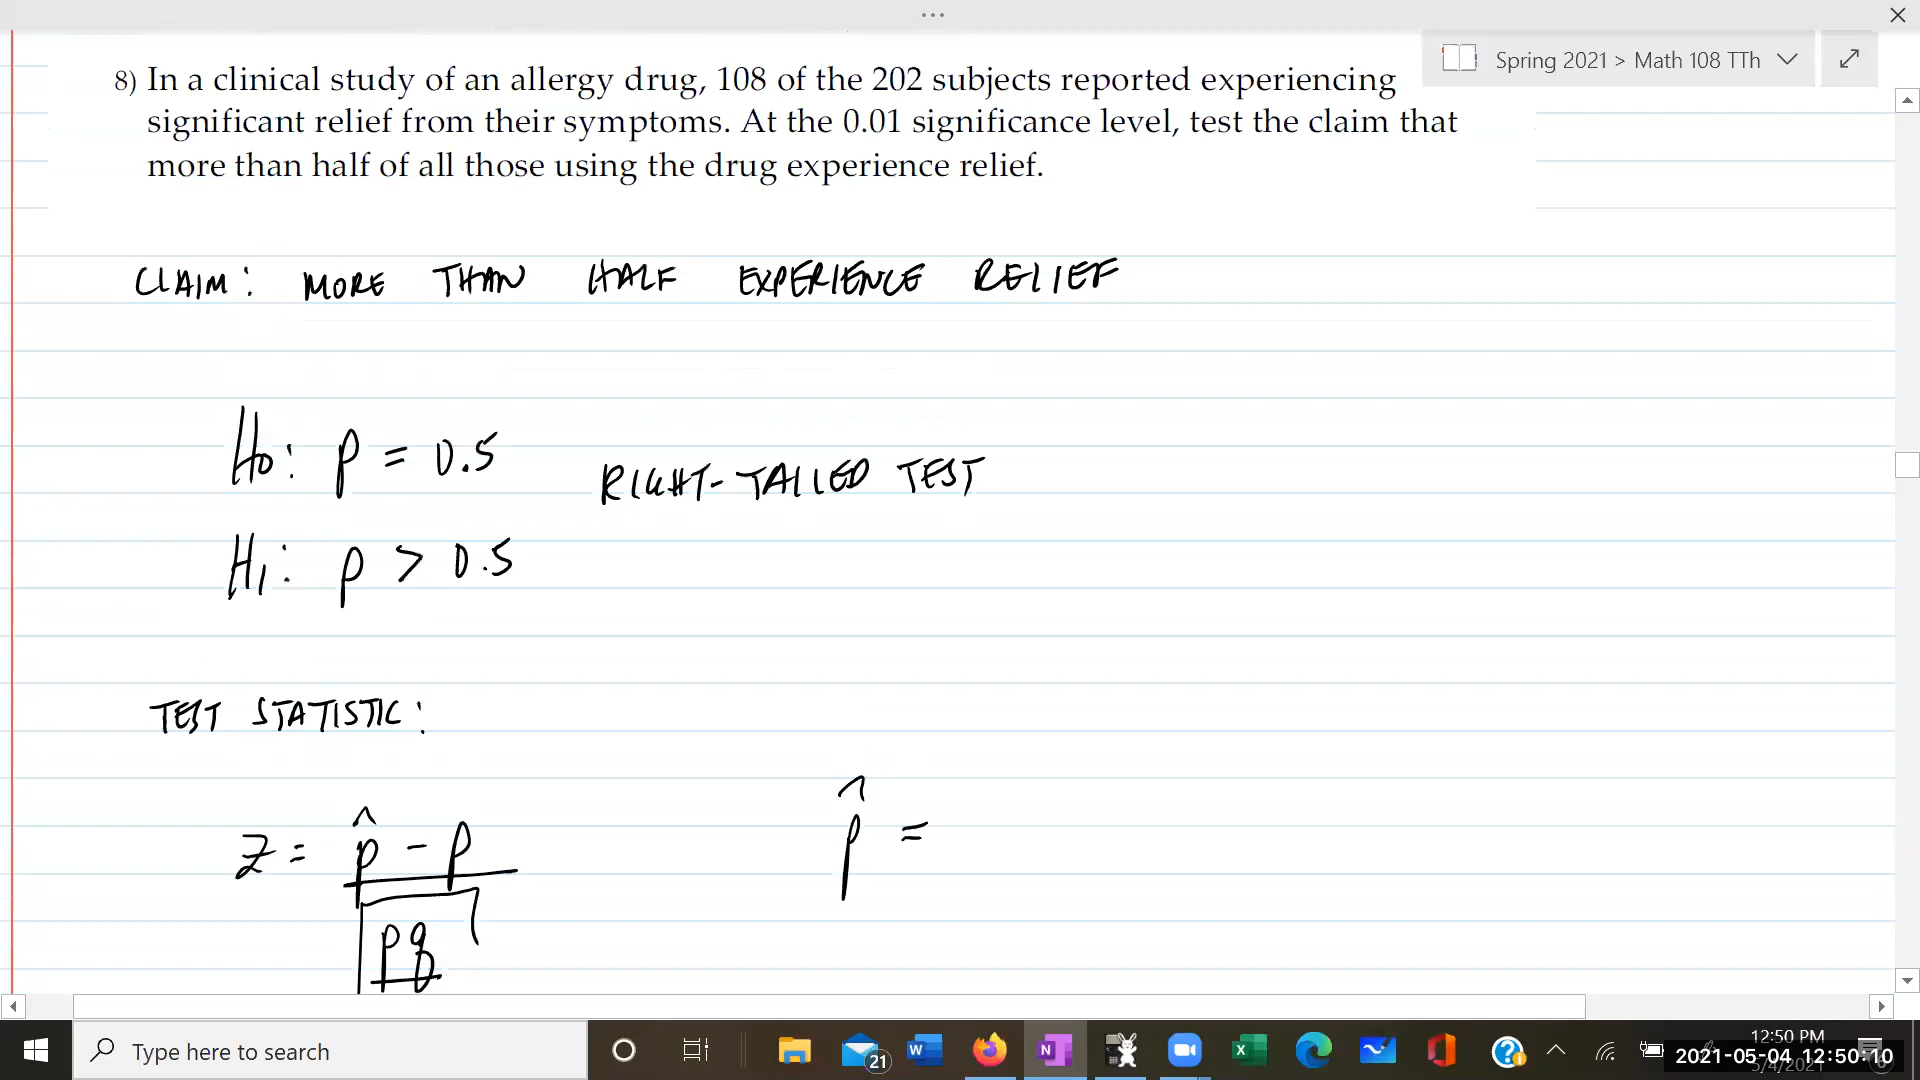 Spring 2021 > Math 108 TTh
8) In a clinical study of an allergy drug, 108 of the 202 subjects reported experiencing
significant relief from their symptoms. At the 0.01 significance level, test the claim that
more than half of all those using the drug experience relief.
CLAIM: MORE THAN HALF EXPERIENCE RELIEF
H0: p = 0.5
RIGHT-TAILED TEST
H1: p > 0.5
TEST STATISTIC:
z = p̂ - p
p̂ =
pq
Type here to search
21
12:50 PM
2021-05-04 12:50:10